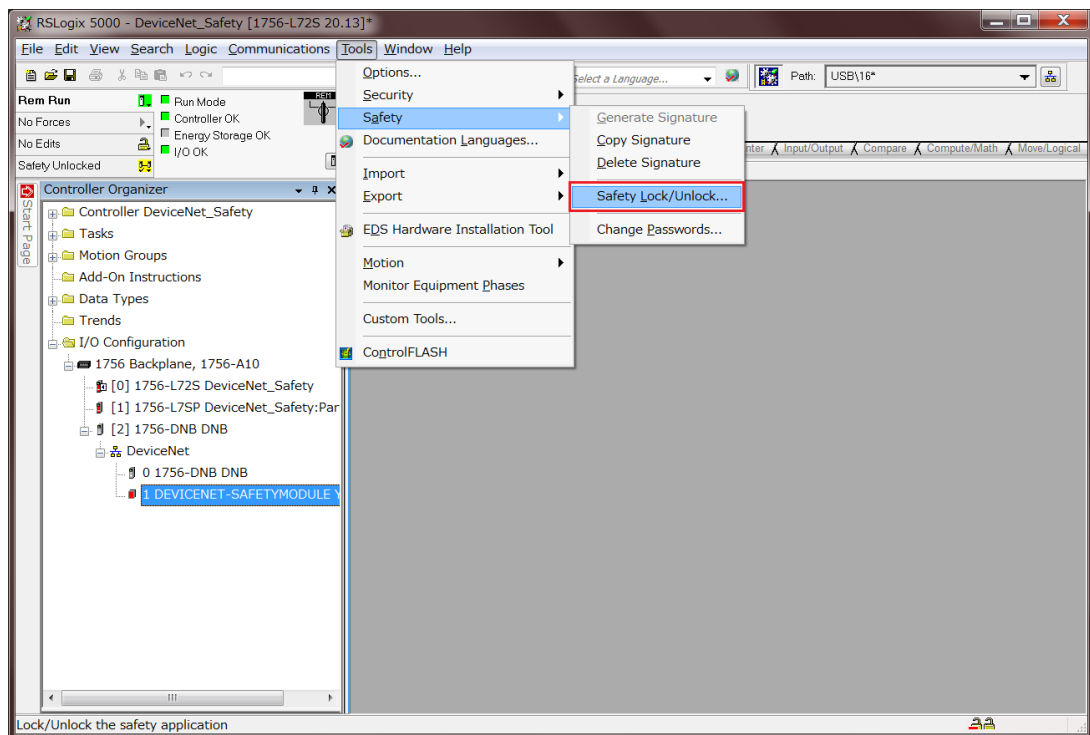 RSLogix 5000 - DeviceNet_Safety [1756-L72S 20.13]*
File Edit View Search Logic Communications Tools Window Help
Select a Language...
Path: USB\16*
Rem Run
No Forces
No Edits
Safety Unlocked
Run Mode
Controller OK
Energy Storage OK
I/O OK
REM
Input/Output Compare Compute/Math Move/Logical
Options...
Security
Safety
Documentation Languages...
Import
Export
EDS Hardware Installation Tool
Motion
Monitor Equipment Phases
Custom Tools...
ControlFLASH
Generate Signature
Copy Signature
Delete Signature
Safety Lock/Unlock...
Change Passwords...
Start Page
Controller Organizer
Controller DeviceNet_Safety
Tasks
Motion Groups
Add-On Instructions
Data Types
Trends
I/O Configuration
1756 Backplane, 1756-A10
[0] 1756-L72S DeviceNet_Safety
[1] 1756-L7SP DeviceNet_Safety:Par
[2] 1756-DNB DNB
DeviceNet
0 1756-DNB DNB
1 DEVICENET-SAFETYMODULE Y
Lock/Unlock the safety application